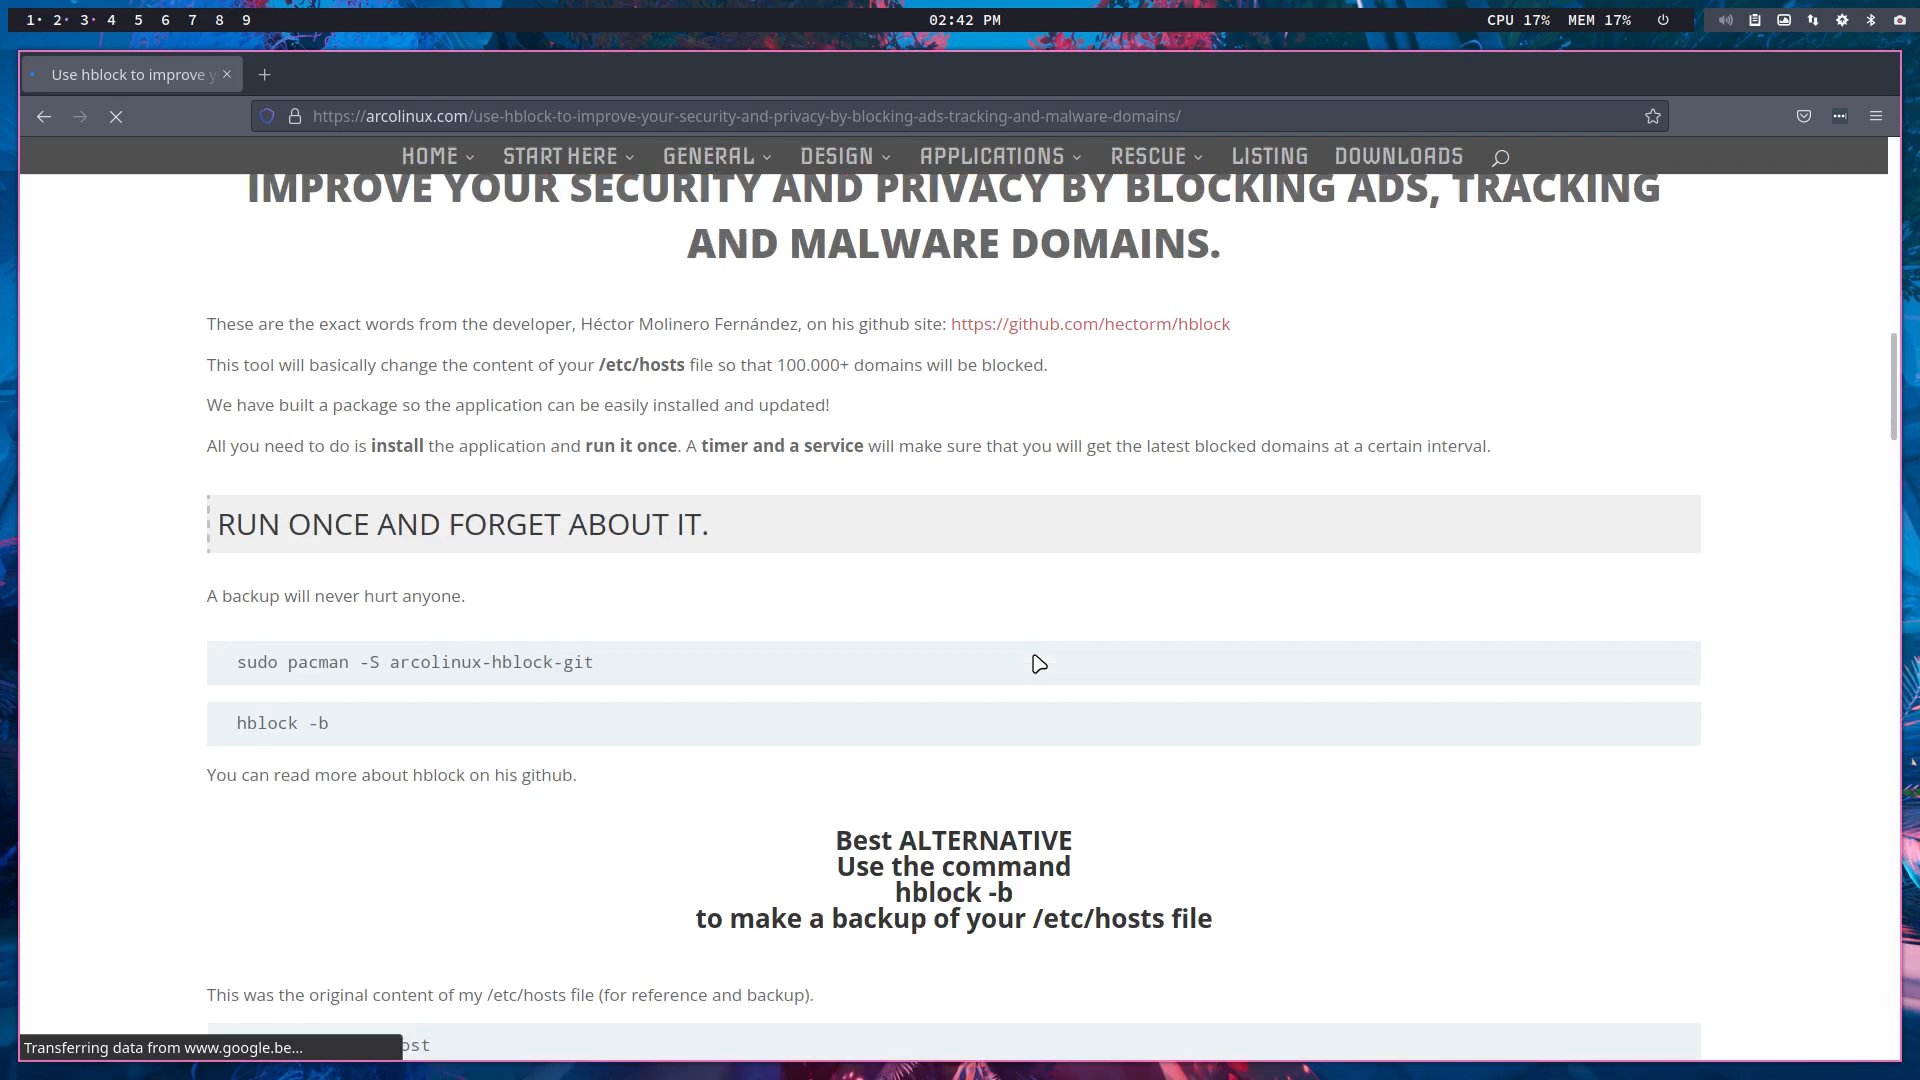 1 2 3 4 5 6 7 8 9
02:42 PM
CPU 17% MEM 17%
Use hblock to improve y
https://arcolinux.com/use-hblock-to-improve-your-security-and-privacy-by-blocking-ads-tracking-and-malware-domains/
HOME START HERE GENERAL DESIGN APPLICATIONS RESCUE LISTING DOWNLOADS
IMPROVE YOUR SECURITY AND PRIVACY BY BLOCKING ADS, TRACKING
AND MALWARE DOMAINS.
These are the exact words from the developer, Héctor Molinero Fernández, on his github site: https://github.com/hectorm/hblock
This tool will basically change the content of your /etc/hosts file so that 100.000+ domains will be blocked.
We have built a package so the application can be easily installed and updated!
All you need to do is install the application and run it once. A timer and a service will make sure that you will get the latest blocked domains at a certain interval.
RUN ONCE AND FORGET ABOUT IT.
A backup will never hurt anyone.
sudo pacman -S arcolinux-hblock-git
hblock -b
You can read more about hblock on his github.
Best ALTERNATIVE
Use the command
hblock -b
to make a backup of your /etc/hosts file
This was the original content of my /etc/hosts file (for reference and backup).
ost
Transferring data from www.google.be...